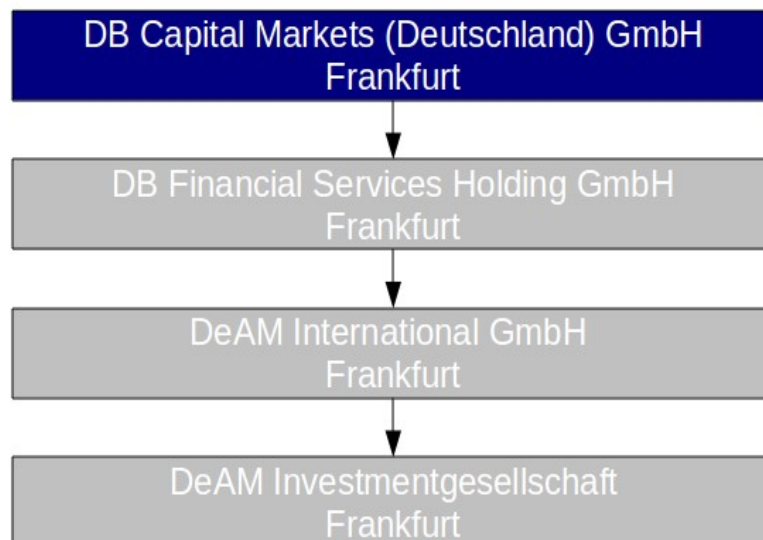 DB Capital Markets (Deutschland) GmbH
Frankfurt
DB Financial Services Holding GmbH
Frankfurt
DeAM International GmbH
Frankfurt
DeAM Investmentgesellschaft
Frankfurt